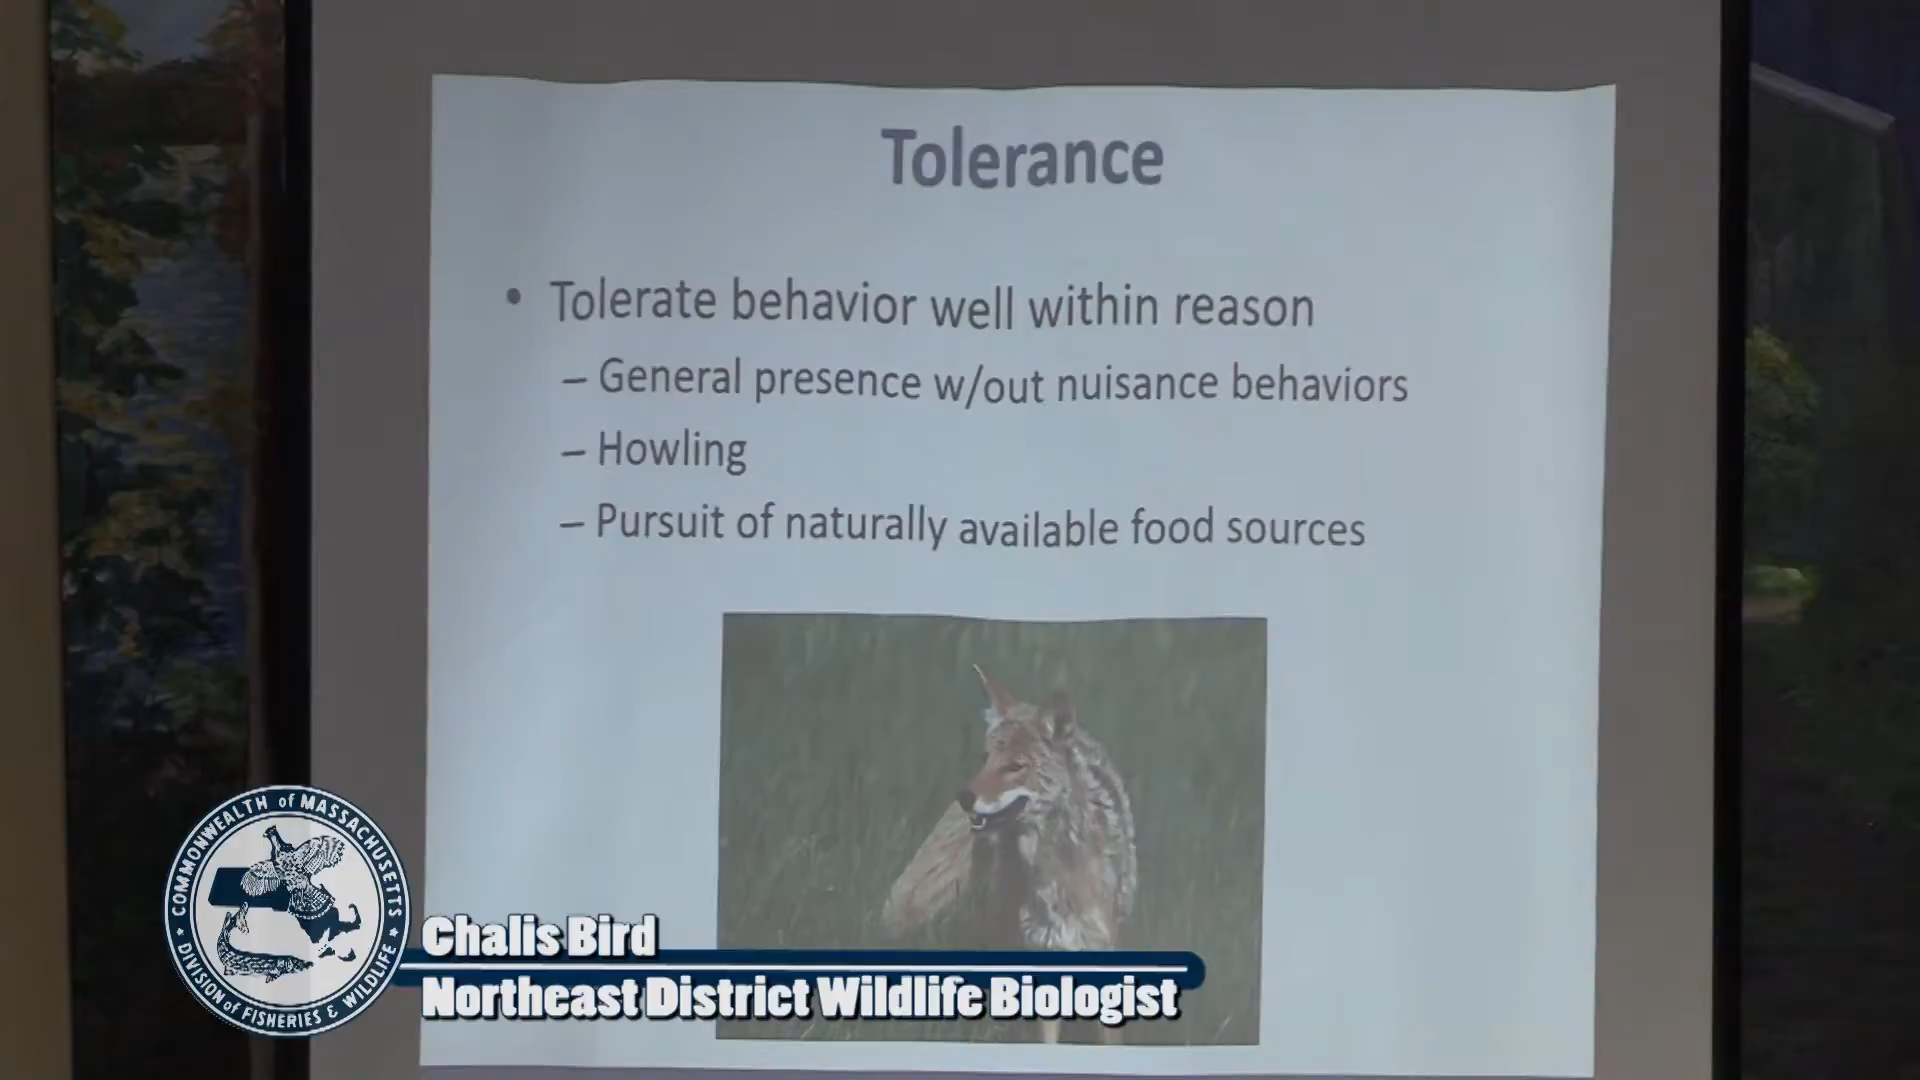 Tolerance
• Tolerate behavior well within reason
– General presence w/out nuisance behaviors
– Howling
– Pursuit of naturally available food sources
COMMONWEALTH of MASSACHUSETTS
DIVISION of FISHERIES & WILDLIFE
Chalis Bird
Northeast District Wildlife Biologist